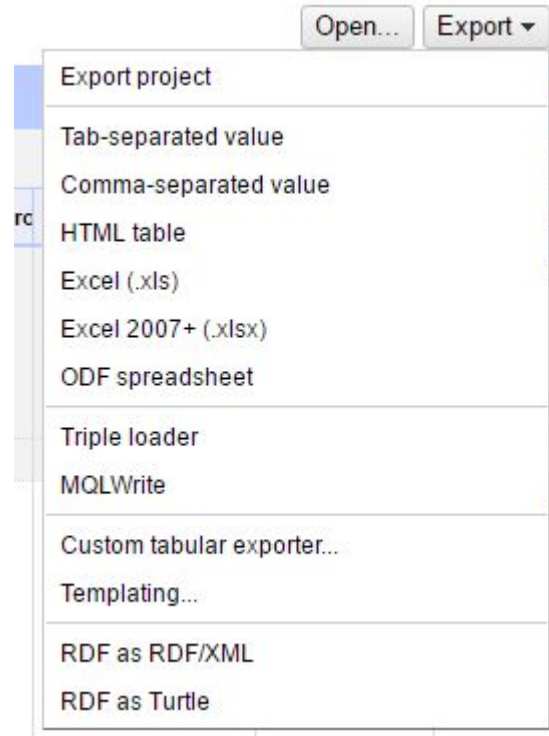 Open... Export
Export project
Tab-separated value
Comma-separated value
rc
HTML table
Excel (.xls)
Excel 2007+ (.xlsx)
ODF spreadsheet
Triple loader
MQLWrite
Custom tabular exporter...
Templating...
RDF as RDF/XML
RDF as Turtle